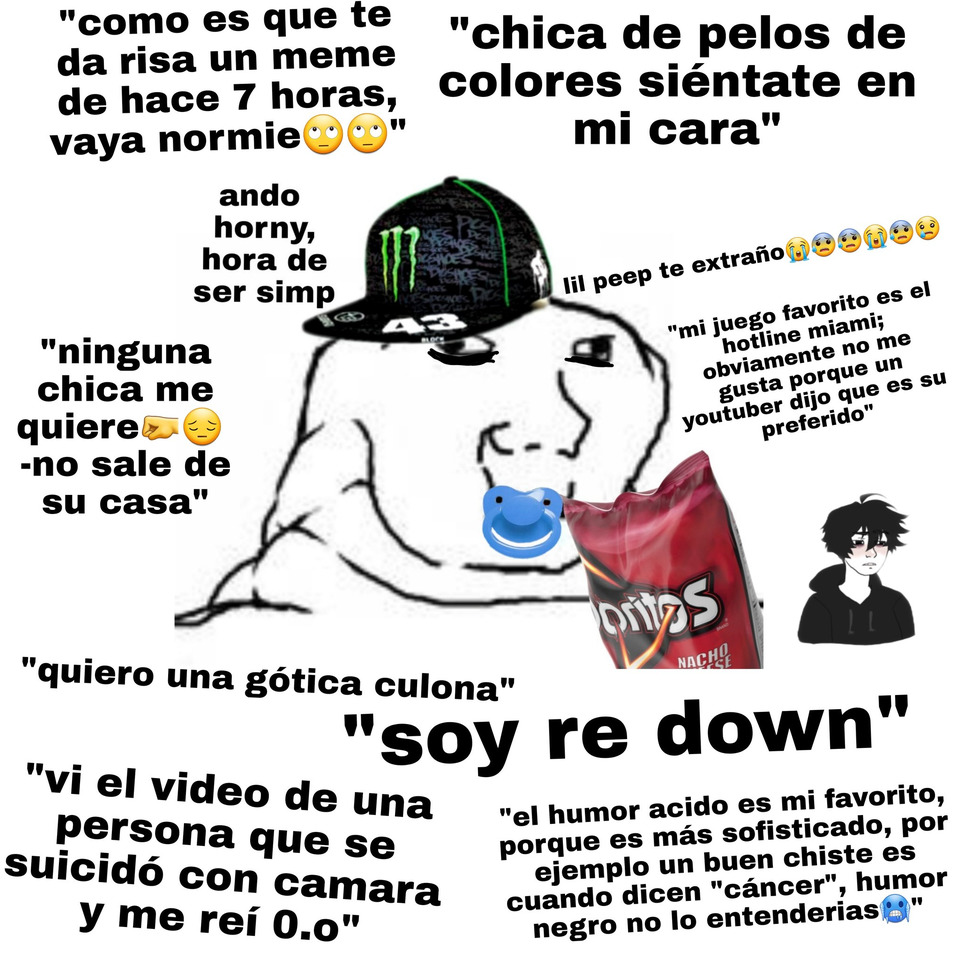 "como es que te
da risa un meme
de hace 7 horas,
vaya normie🙄🙄"
"chica de pelos de
colores siéntate en
mi cara"
ando
horny,
hora de
ser simp
lil peep te extraño😭😰😰😭😰😢
"mi juego favorito es el
hotline miami;
obviamente no me
gusta porque un
youtuber dijo que es su
preferido"
"ninguna
chica me
quiere🤛😔
-no sale de
su casa"
43
BLOCK
oritos
NACHO
"quiero una gótica culona"
"soy re down"
"vi el video de una
persona que se
suicidó con camara
y me reí 0.o"
"el humor acido es mi favorito,
porque es más sofisticado, por
ejemplo un buen chiste es
cuando dicen "cáncer", humor
negro no lo entenderias🥶"